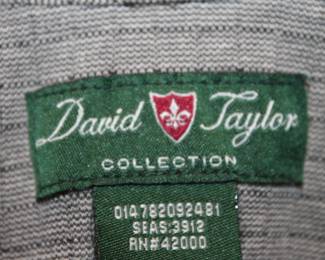 David Taylor
COLLECTION
014782092481
SEAS:3912
RN#42000